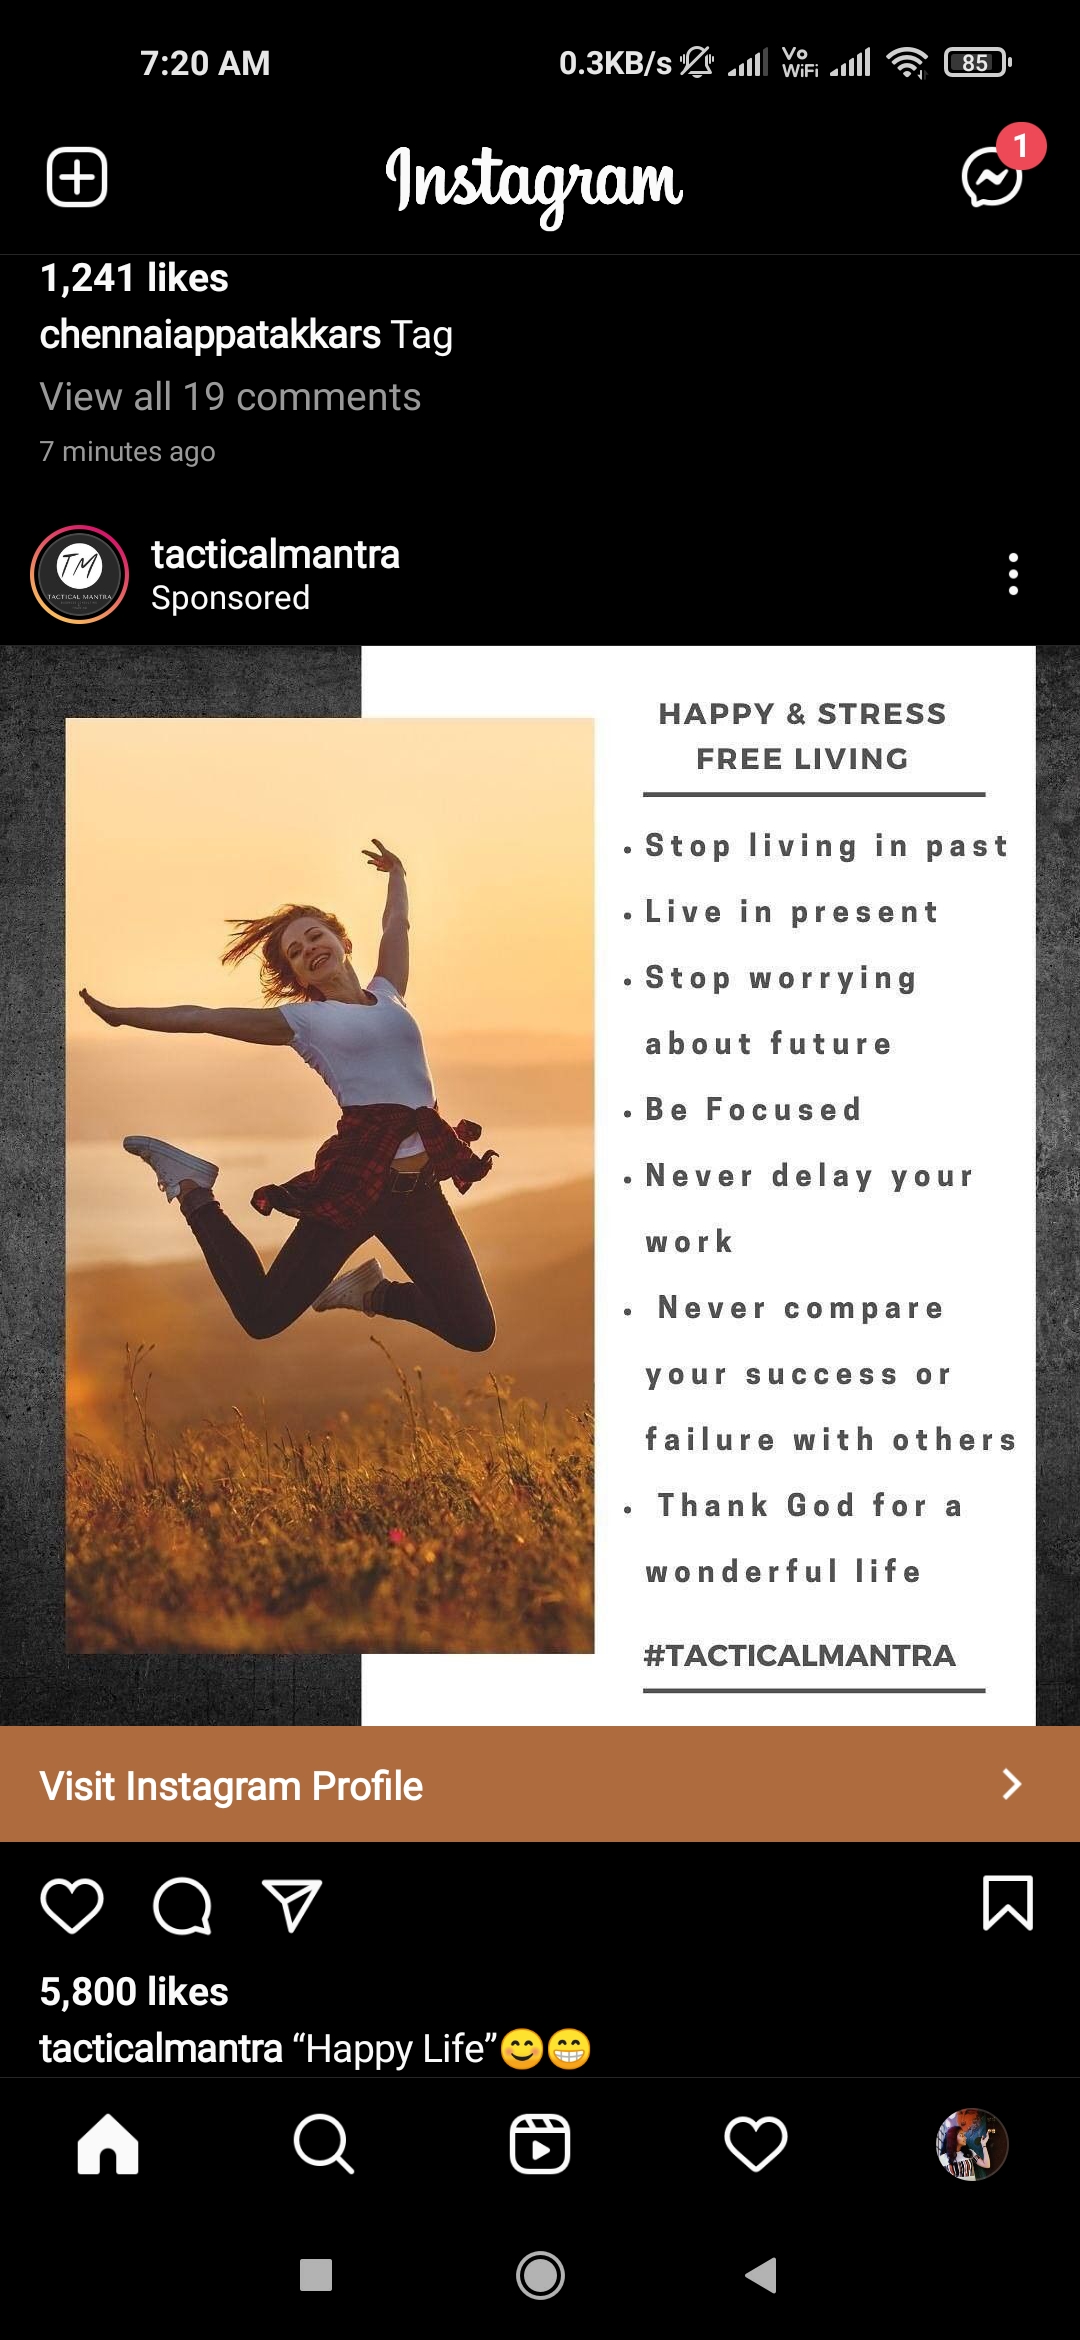 7:20 AM
0.3KB/s
Vo
WiFi
85
Instagram
1
1,241 likes
chennaiappatakkars Tag
View all 19 comments
7 minutes ago
TM
TACTICAL MANTRA
tacticalmantra
Sponsored
HAPPY & STRESS
FREE LIVING
• Stop living in past
• Live in present
• Stop worrying
about future
• Be Focused
• Never delay your
work
• Never compare
your success or
failure with others
• Thank God for a
wonderful life
#TACTICALMANTRA
Visit Instagram Profile
5,800 likes
tacticalmantra “Happy Life”😊😁